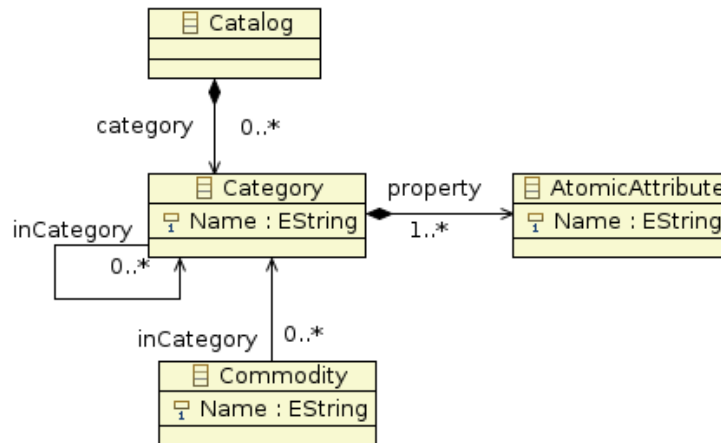 Catalog
category
0..*
Category
property
AtomicAttribute
Name : EString
1..*
Name : EString
inCategory
0..*
0..*
inCategory
Commodity
Name : EString